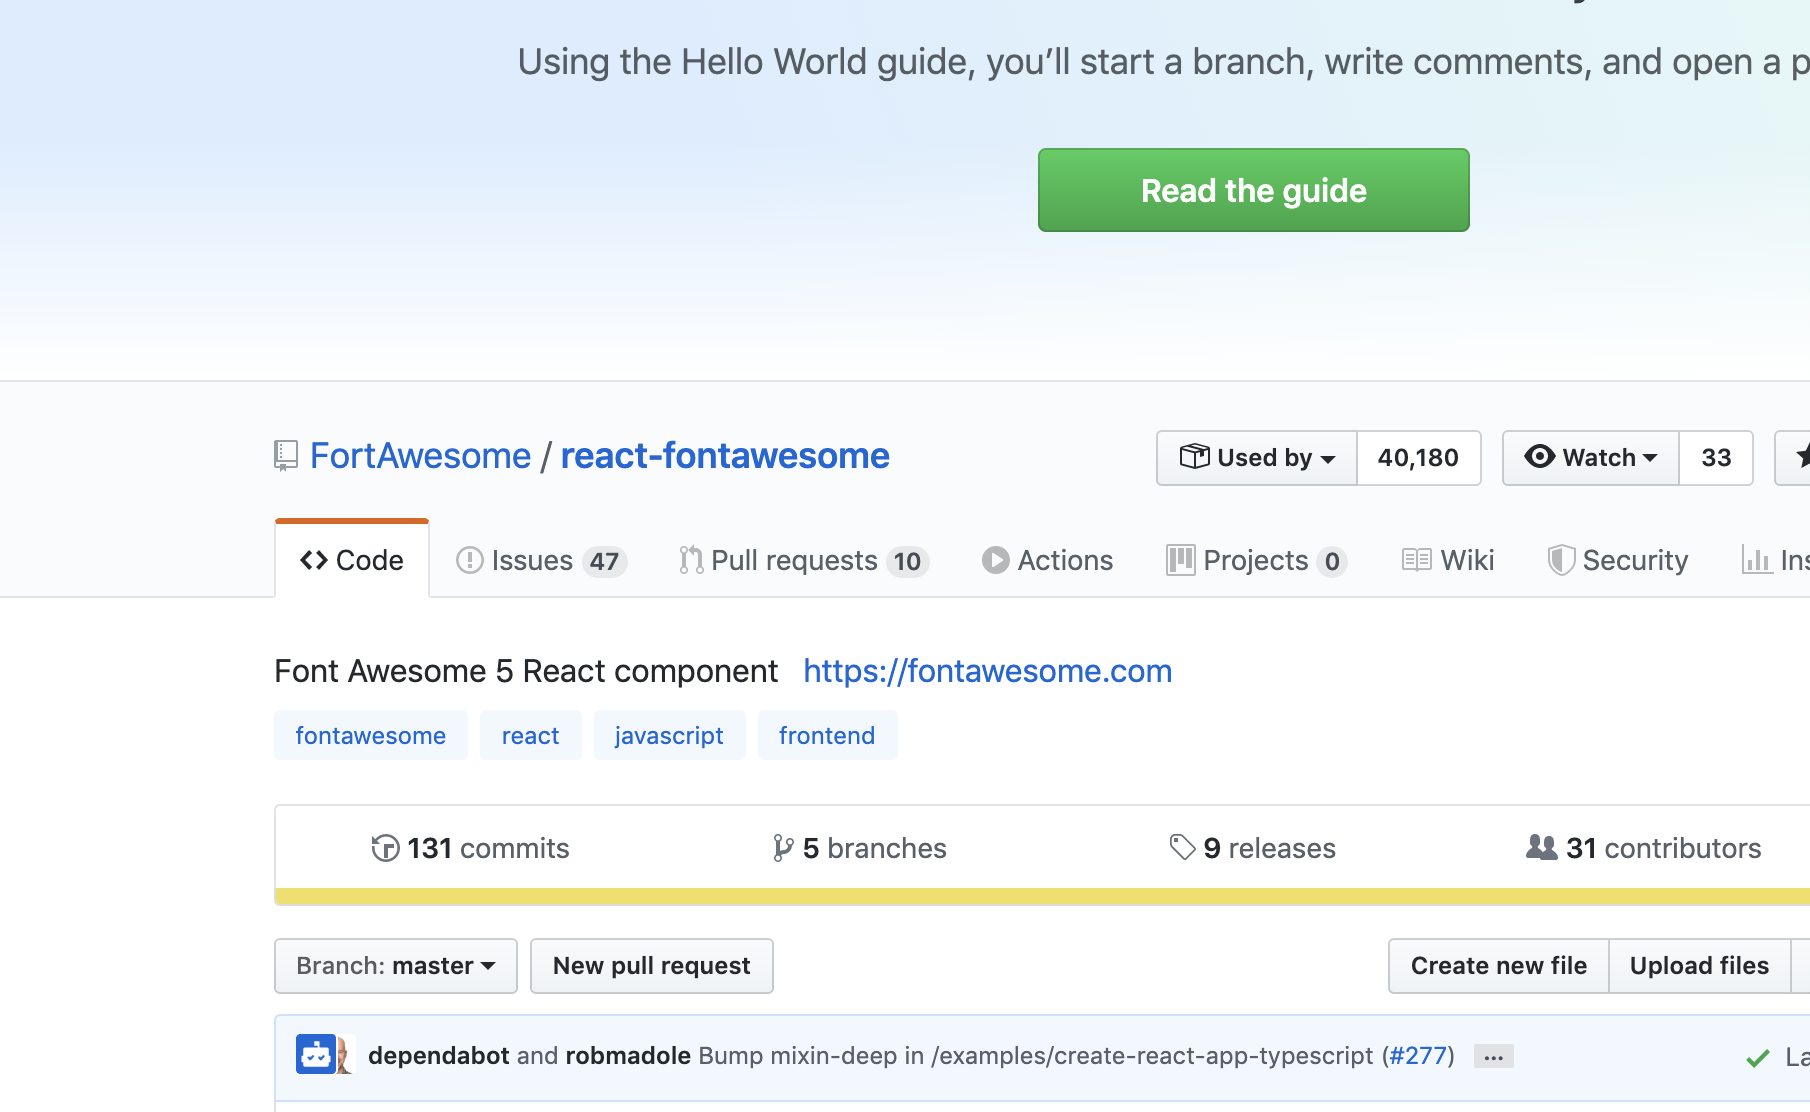 Using the Hello World guide, you’ll start a branch, write comments, and open a p
Read the guide
FortAwesome / react-fontawesome
Used by 40,180 Watch 33
Code Issues 47 Pull requests 10 Actions Projects 0 Wiki Security Ins
Font Awesome 5 React component https://fontawesome.com
fontawesome react javascript frontend
131 commits 5 branches 9 releases 31 contributors
Branch: master New pull request Create new file Upload files
dependabot and robmadole Bump mixin-deep in /examples/create-react-app-typescript (#277) ... La